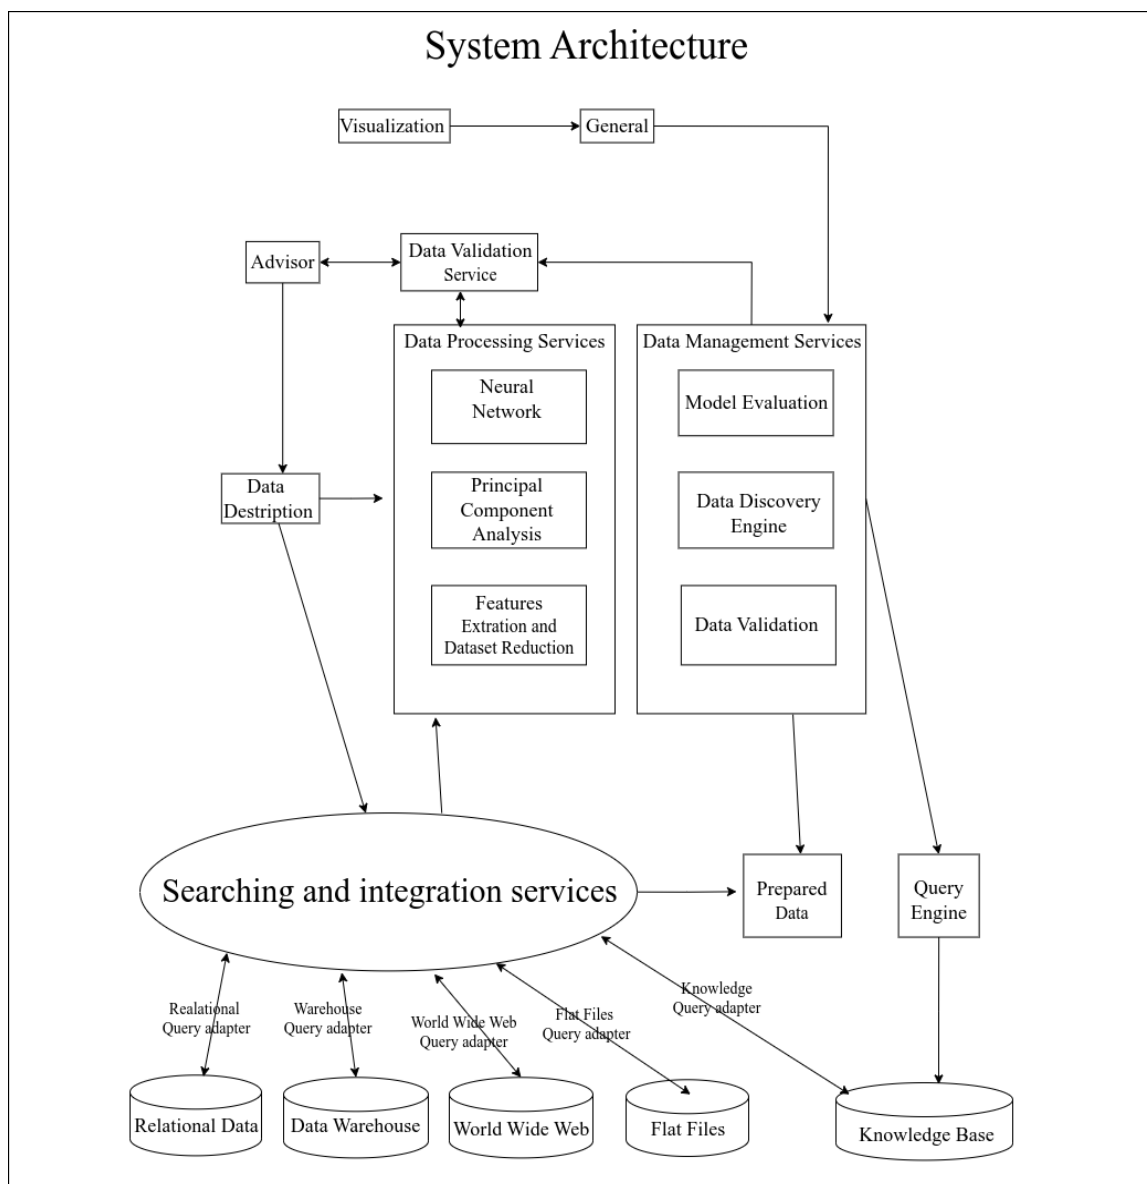 System Architecture
Visualization
General
Advisor
Data Validation
Service
Data Processing Services
Neural
Network
Principal
Component
Analysis
Features
Extration and
Dataset Reduction
Data Management Services
Model Evaluation
Data Discovery
Engine
Data Validation
Data
Destription
Searching and integration services
Prepared
Data
Query
Engine
Realational
Query adapter
Warehouse
Query adapter
World Wide Web
Query adapter
Flat Files
Query adapter
Knowledge
Query adapter
Relational Data
Data Warehouse
World Wide Web
Flat Files
Knowledge Base